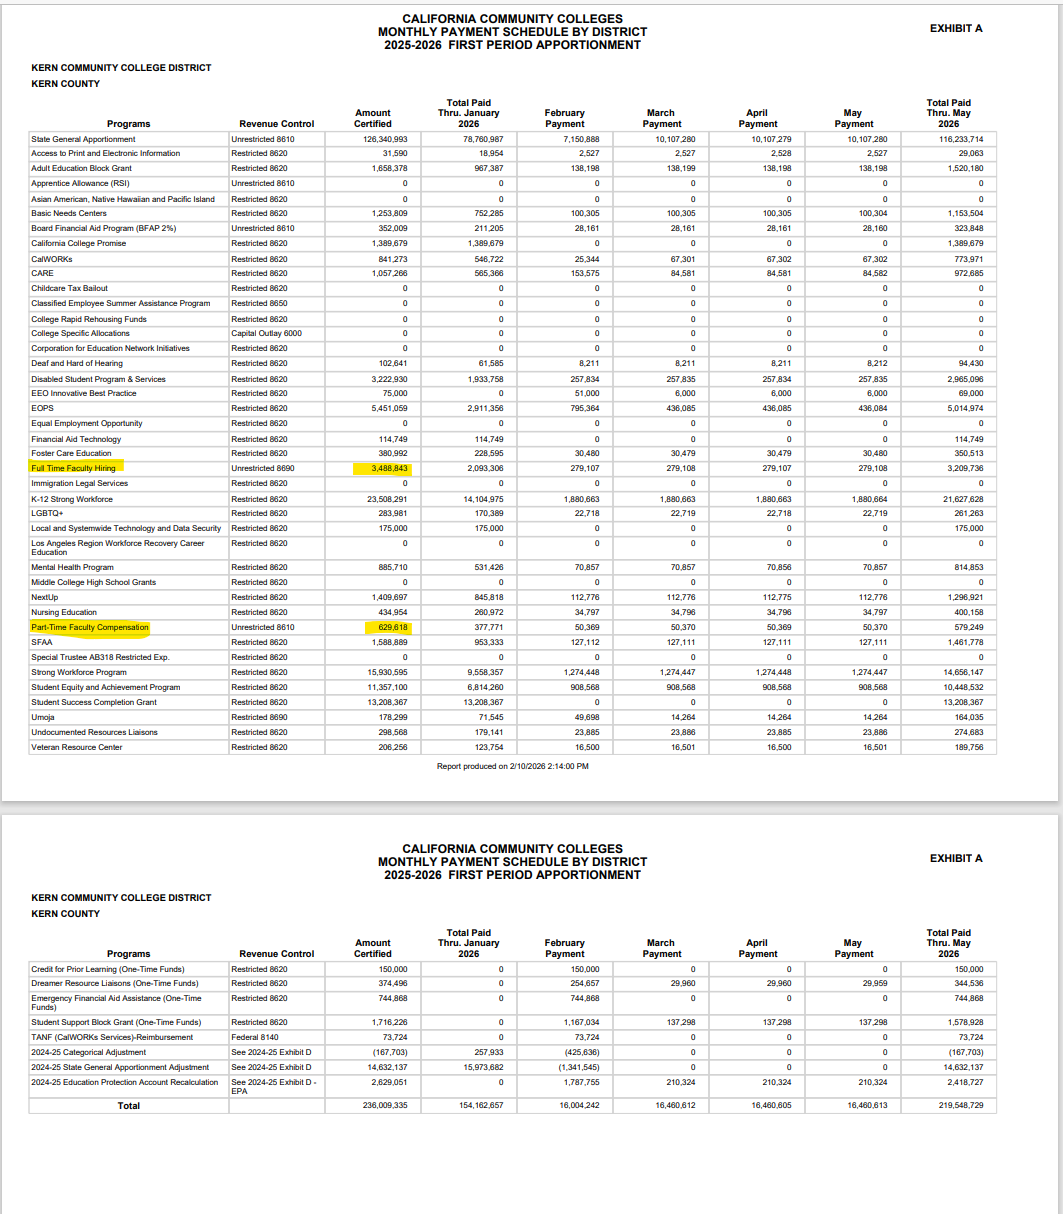 CALIFORNIA COMMUNITY COLLEGES
MONTHLY PAYMENT SCHEDULE BY DISTRICT
2025-2026 FIRST PERIOD APPORTIONMENT
EXHIBIT A
KERN COMMUNITY COLLEGE DISTRICT
KERN COUNTY
Programs Revenue Control Amount Certified Total Paid Thru. January 2026 February Payment March Payment April Payment May Payment Total Paid Thru. May 2026
State General Apportionment Unrestricted 8610 126,340,993 78,760,987 7,150,888 10,107,280 10,107,279 10,107,280 116,233,714
Access to Print and Electronic Information Restricted 8620 31,590 18,954 2,527 2,527 2,528 2,527 29,063
Adult Education Block Grant Restricted 8620 1,658,378 967,387 138,198 138,199 138,198 138,198 1,520,180
Apprentice Allowance (RSI) Unrestricted 8610 0 0 0 0 0 0 0
Asian American, Native Hawaiian and Pacific Island Restricted 8620 0 0 0 0 0 0 0
Basic Needs Centers Restricted 8620 1,253,809 752,285 100,305 100,305 100,305 100,304 1,153,504
Board Financial Aid Program (BFAP 2%) Unrestricted 8610 352,009 211,205 28,161 28,161 28,161 28,160 323,848
California College Promise Restricted 8620 1,389,679 1,389,679 0 0 0 0 1,389,679
CalWORKs Restricted 8620 841,273 546,722 25,344 67,301 67,302 67,302 773,971
CARE Restricted 8620 1,057,266 565,366 153,575 84,581 84,581 84,582 972,685
Childcare Tax Bailout Restricted 8620 0 0 0 0 0 0 0
Classified Employee Summer Assistance Program Restricted 8650 0 0 0 0 0 0 0
College Rapid Rehousing Funds Restricted 8620 0 0 0 0 0 0 0
College Specific Allocations Capital Outlay 6000 0 0 0 0 0 0 0
Corporation for Education Network Initiatives Restricted 8620 0 0 0 0 0 0 0
Deaf and Hard of Hearing Restricted 8620 102,641 61,585 8,211 8,211 8,211 8,212 94,430
Disabled Student Program & Services Restricted 8620 3,222,930 1,933,758 257,834 257,835 257,834 257,835 2,965,096
EEO Innovative Best Practice Restricted 8620 75,000 0 51,000 6,000 6,000 6,000 69,000
EOPS Restricted 8620 5,451,059 2,911,356 795,364 436,085 436,085 436,084 5,014,974
Equal Employment Opportunity Restricted 8620 0 0 0 0 0 0 0
Financial Aid Technology Restricted 8620 114,749 114,749 0 0 0 0 114,749
Foster Care Education Restricted 8620 380,992 228,595 30,480 30,479 30,479 30,480 350,513
Full Time Faculty Hiring Unrestricted 8690 3,488,843 2,093,306 279,107 279,108 279,107 279,108 3,209,736
Immigration Legal Services Restricted 8620 0 0 0 0 0 0 0
K-12 Strong Workforce Restricted 8620 23,508,291 14,104,975 1,880,663 1,880,663 1,880,663 1,880,664 21,627,628
LGBTQ+ Restricted 8620 283,981 170,389 22,718 22,719 22,718 22,719 261,263
Local and Systemwide Technology and Data Security Restricted 8620 175,000 175,000 0 0 0 0 175,000
Los Angeles Region Workforce Recovery Career Education Restricted 8620 0 0 0 0 0 0 0
Mental Health Program Restricted 8620 885,710 531,426 70,857 70,857 70,856 70,857 814,853
Middle College High School Grants Restricted 8620 0 0 0 0 0 0 0
NextUp Restricted 8620 1,409,697 845,818 112,776 112,776 112,775 112,776 1,296,921
Nursing Education Restricted 8620 434,954 260,972 34,797 34,796 34,796 34,797 400,158
Part-Time Faculty Compensation Unrestricted 8610 629,618 377,771 50,369 50,370 50,369 50,370 579,249
SFAA Restricted 8620 1,588,889 953,333 127,112 127,111 127,111 127,111 1,461,778
Special Trustee AB318 Restricted Exp. Restricted 8620 0 0 0 0 0 0 0
Strong Workforce Program Restricted 8620 15,930,595 9,558,357 1,274,448 1,274,447 1,274,448 1,274,447 14,656,147
Student Equity and Achievement Program Restricted 8620 11,357,100 6,814,260 908,568 908,568 908,568 908,568 10,448,532
Student Success Completion Grant Restricted 8620 13,208,367 13,208,367 0 0 0 0 13,208,367
Umoja Restricted 8690 178,299 71,545 49,698 14,264 14,264 14,264 164,035
Undocumented Resources Liaisons Restricted 8620 298,568 179,141 23,885 23,886 23,885 23,886 274,683
Veteran Resource Center Restricted 8620 206,256 123,754 16,500 16,501 16,500 16,501 189,756
Report produced on 2/10/2026 2:14:00 PM
CALIFORNIA COMMUNITY COLLEGES
MONTHLY PAYMENT SCHEDULE BY DISTRICT
2025-2026 FIRST PERIOD APPORTIONMENT
EXHIBIT A
KERN COMMUNITY COLLEGE DISTRICT
KERN COUNTY
Programs Revenue Control Amount Certified Total Paid Thru. January 2026 February Payment March Payment April Payment May Payment Total Paid Thru. May 2026
Credit for Prior Learning (One-Time Funds) Restricted 8620 150,000 0 150,000 0 0 0 150,000
Dreamer Resource Liaisons (One-Time Funds) Restricted 8620 374,496 0 254,657 29,960 29,960 29,959 344,536
Emergency Financial Aid Assistance (One-Time Funds) Restricted 8620 744,868 0 744,868 0 0 0 744,868
Student Support Block Grant (One-Time Funds) Restricted 8620 1,716,226 0 1,167,034 137,298 137,298 137,298 1,578,928
TANF (CalWORKs Services)-Reimbursement Federal 8140 73,724 0 73,724 0 0 0 73,724
2024-25 Categorical Adjustment See 2024-25 Exhibit D (167,703) 257,933 (425,636) 0 0 0 (167,703)
2024-25 State General Apportionment Adjustment See 2024-25 Exhibit D 14,632,137 15,973,682 (1,341,545) 0 0 0 14,632,137
2024-25 Education Protection Account Recalculation See 2024-25 Exhibit D - EPA 2,629,051 0 1,787,755 210,324 210,324 210,324 2,418,727
Total 236,009,335 154,162,657 16,004,242 16,460,612 16,460,605 16,460,613 219,548,729